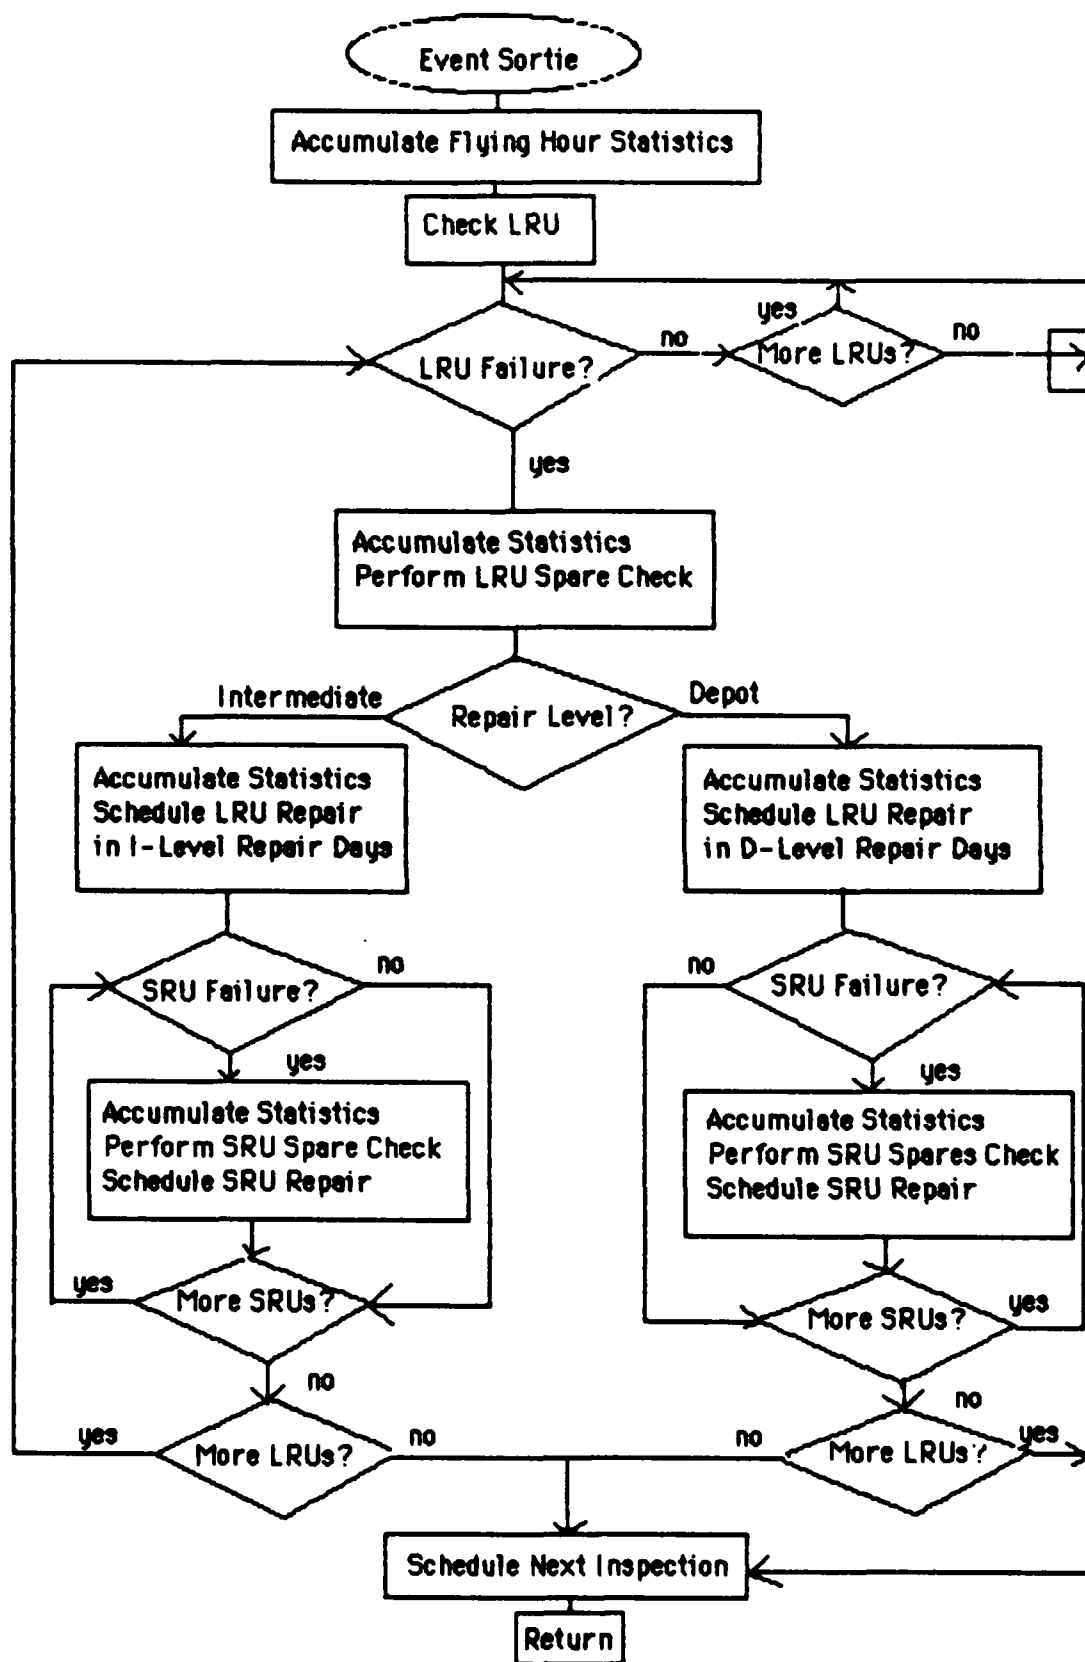 Event Sortie
Accumulate Flying Hour Statistics
Check LRU
LRU Failure?
no
yes
More LRUs?
no
yes
Accumulate Statistics
Perform LRU Spare Check
Intermediate
Repair Level?
Depot
Accumulate Statistics
Schedule LRU Repair
in I-Level Repair Days
Accumulate Statistics
Schedule LRU Repair
in D-Level Repair Days
SRU Failure?
no
yes
no
SRU Failure?
yes
Accumulate Statistics
Perform SRU Spare Check
Schedule SRU Repair
Accumulate Statistics
Perform SRU Spares Check
Schedule SRU Repair
yes
More SRUs?
no
More SRUs?
yes
no
yes
More LRUs?
no
no
More LRUs?
yes
Schedule Next Inspection
Return